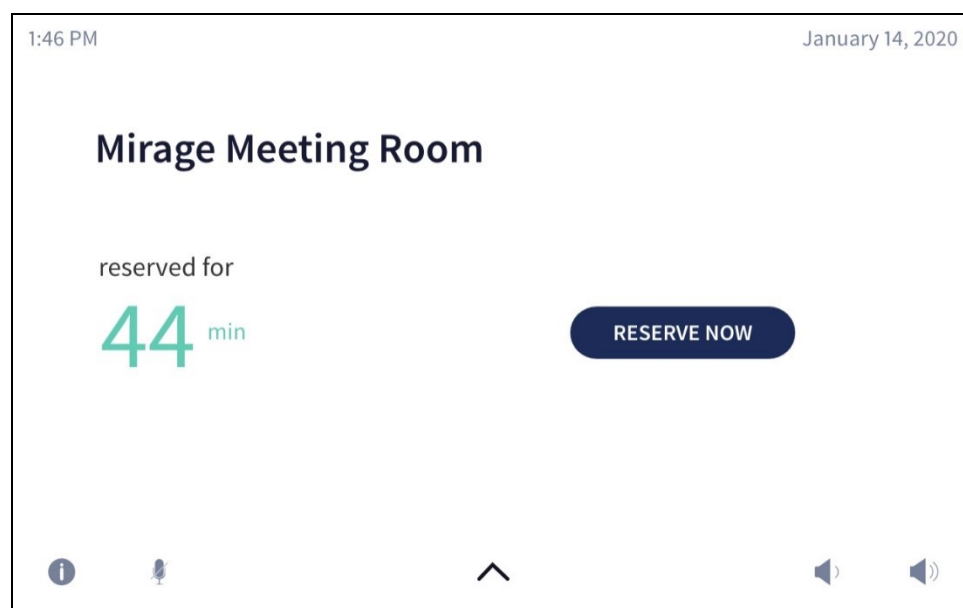 1:46 PM
January 14, 2020
Mirage Meeting Room
reserved for
44 min
RESERVE NOW